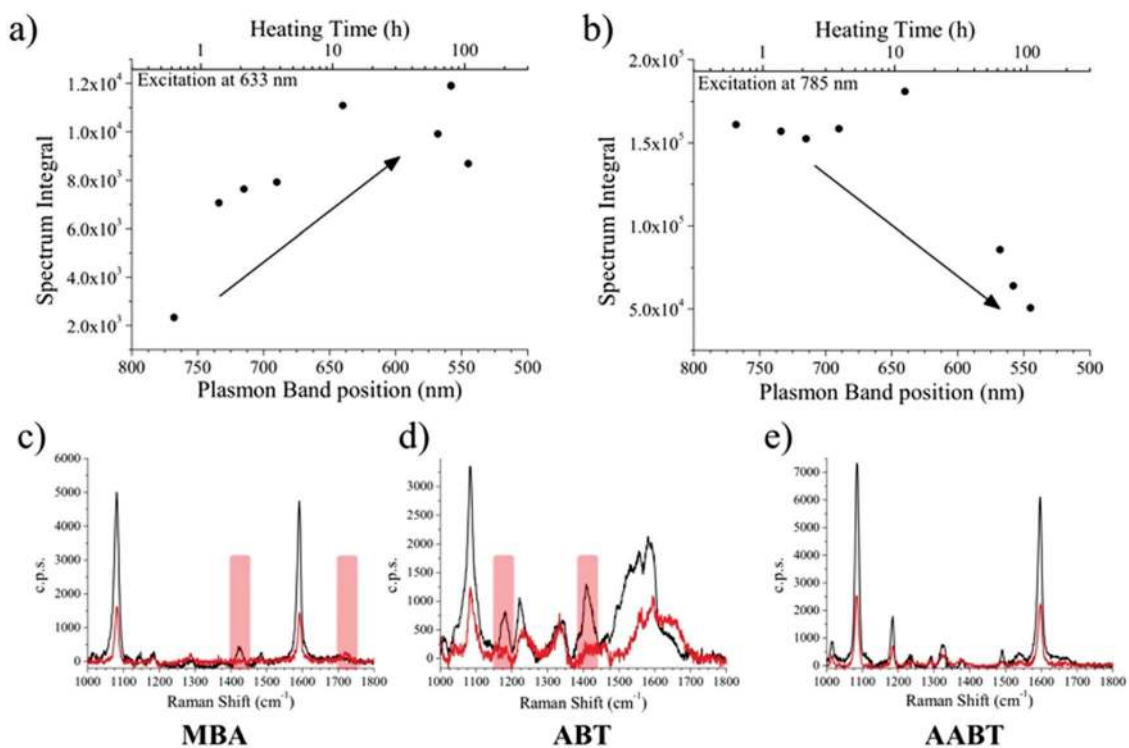 a)
Heating Time (h)
1 10 100
Excitation at 633 nm
1.2x10⁴
1.0x10⁴
8.0x10³
6.0x10³
4.0x10³
2.0x10³
Spectrum Integral
800 750 700 650 600 550 500
Plasmon Band position (nm)
b)
Heating Time (h)
1 10 100
Excitation at 785 nm
2.0x10⁵
1.5x10⁵
1.0x10⁵
5.0x10⁴
Spectrum Integral
800 750 700 650 600 550 500
Plasmon Band position (nm)
c)
6000
5000
4000
3000
2000
1000
0
c.p.s.
1000 1100 1200 1300 1400 1500 1600 1700 1800
Raman Shift (cm⁻¹)
MBA
d)
3000
2500
2000
1500
1000
500
0
c.p.s.
1000 1100 1200 1300 1400 1500 1600 1700 1800
Raman Shift (cm⁻¹)
ABT
e)
7000
6000
5000
4000
3000
2000
1000
0
c.p.s.
1000 1100 1200 1300 1400 1500 1600 1700 1800
Raman Shift (cm⁻¹)
AABT